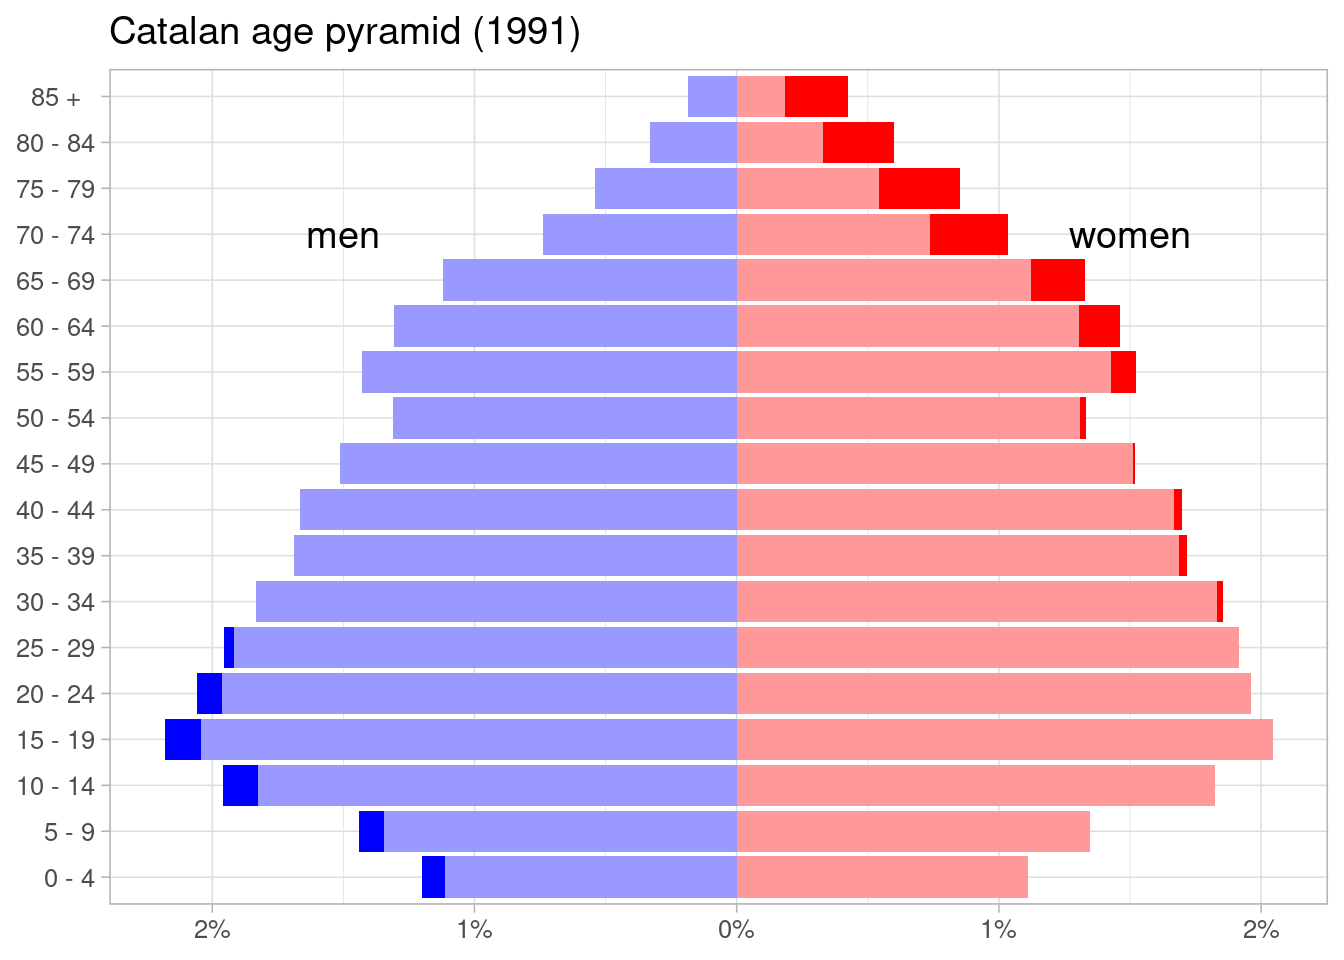 Catalan age pyramid (1991)
85 +
80 - 84
75 - 79
70 - 74
men
women
65 - 69
60 - 64
55 - 59
50 - 54
45 - 49
40 - 44
35 - 39
30 - 34
25 - 29
20 - 24
15 - 19
10 - 14
5 - 9
0 - 4
2%
1%
0%
1%
2%